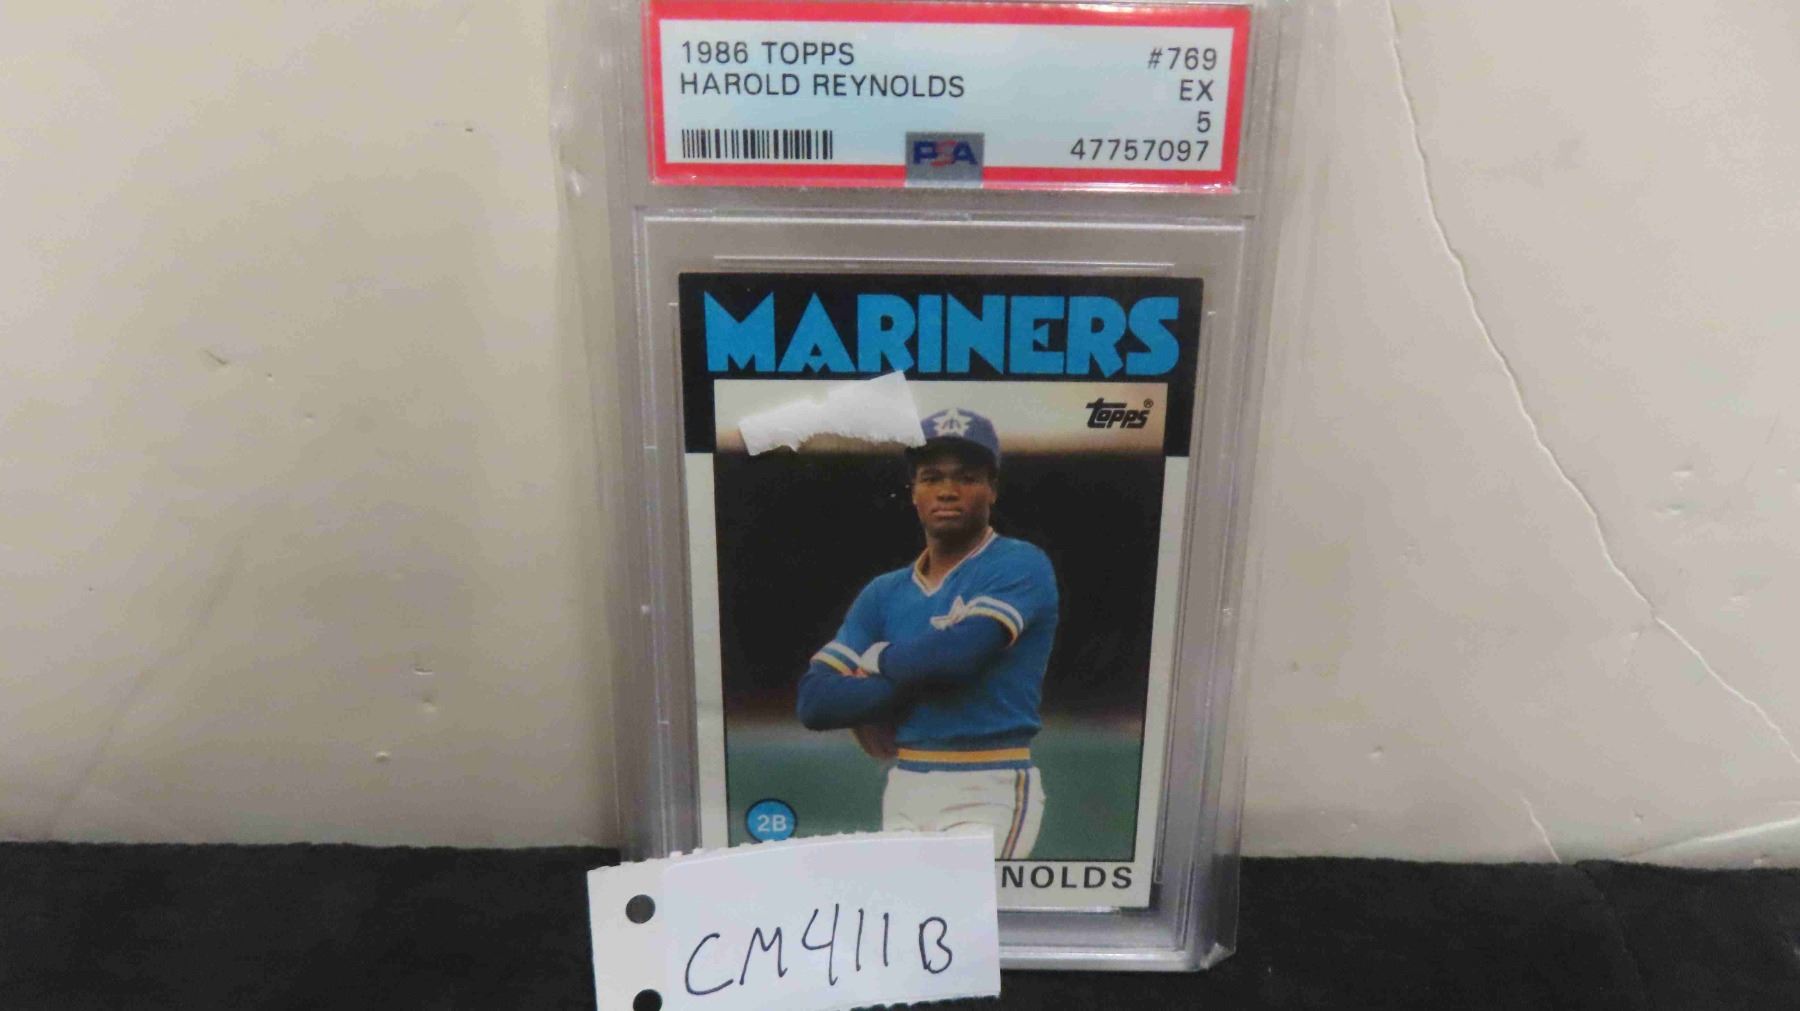 1986 TOPPS #769
HAROLD REYNOLDS EX
5
PSA 47757097
MARINERS
Topps®
2B
NOLDS
CM411B